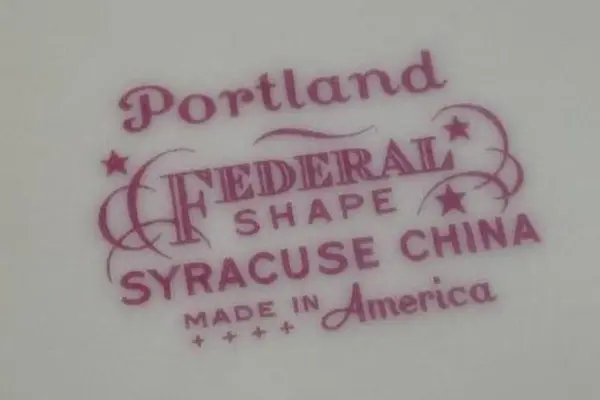 Portland
FEDERAL
SHAPE
SYRACUSE CHINA
MADE IN America
++++